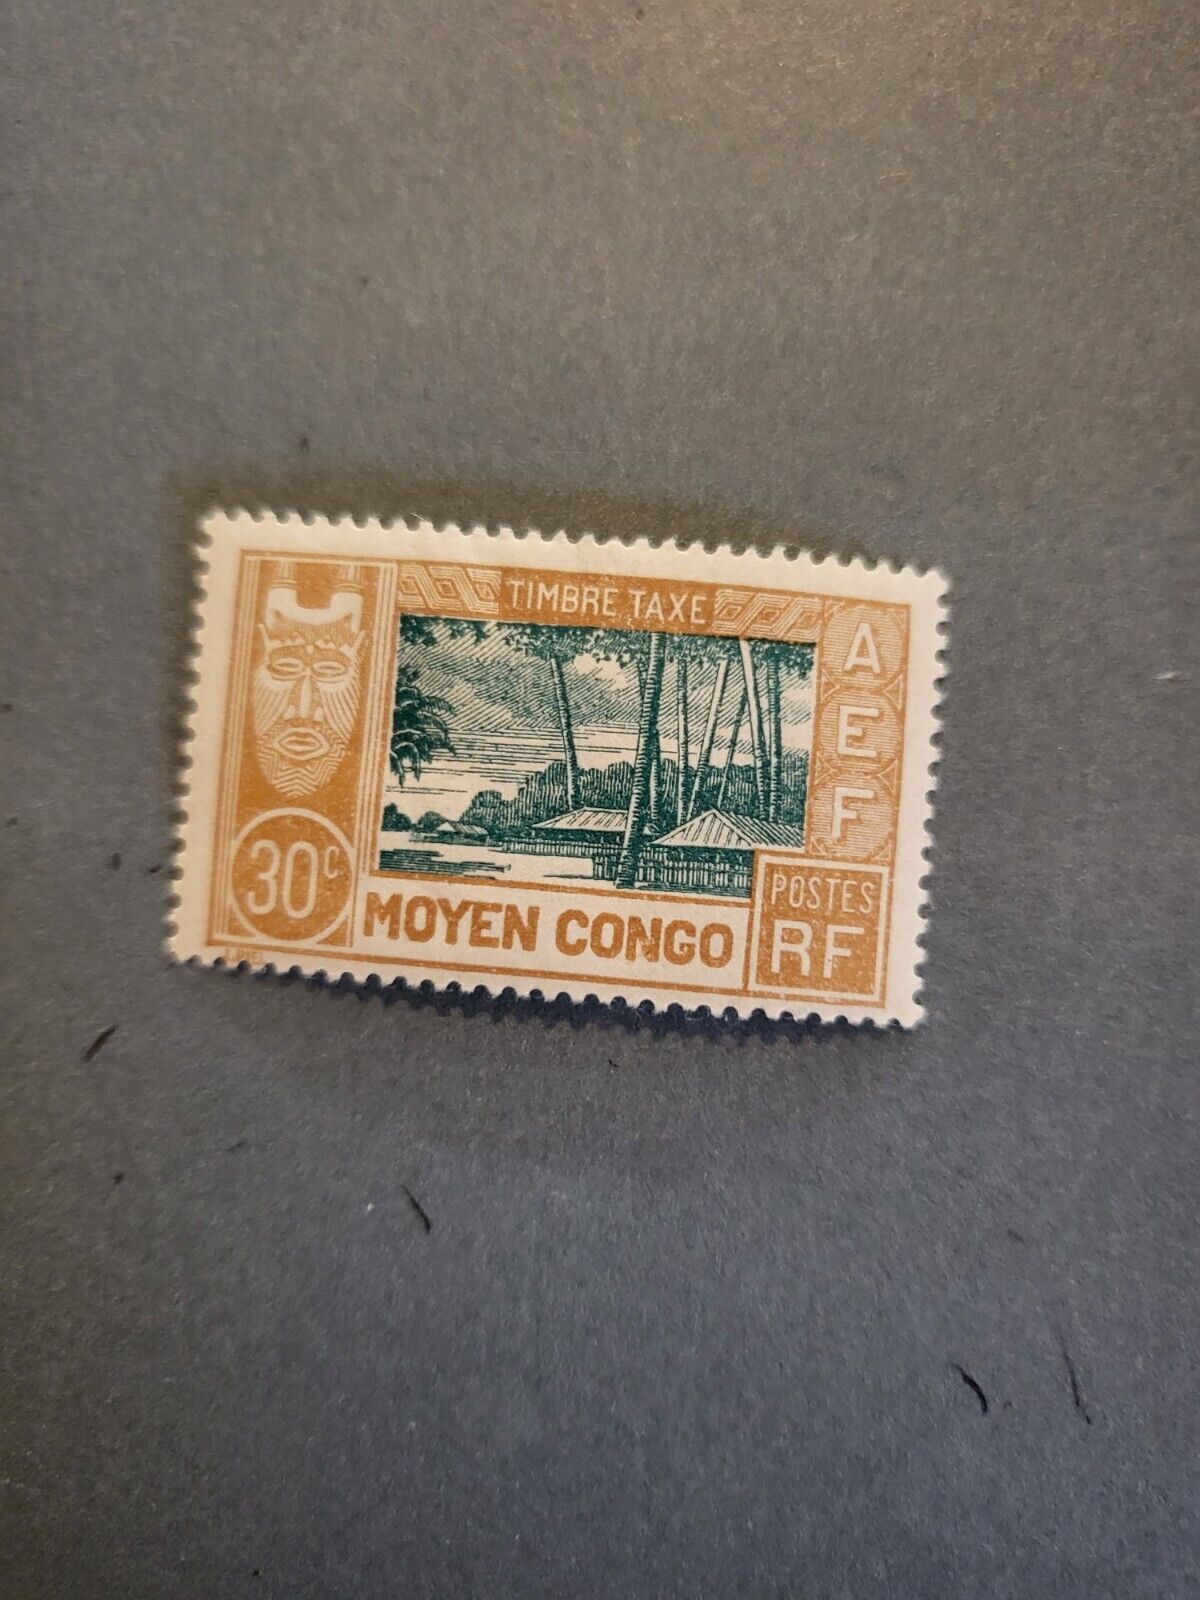 TIMBRE TAXE
A
E
F
30c
MOYEN CONGO
POSTES
RF